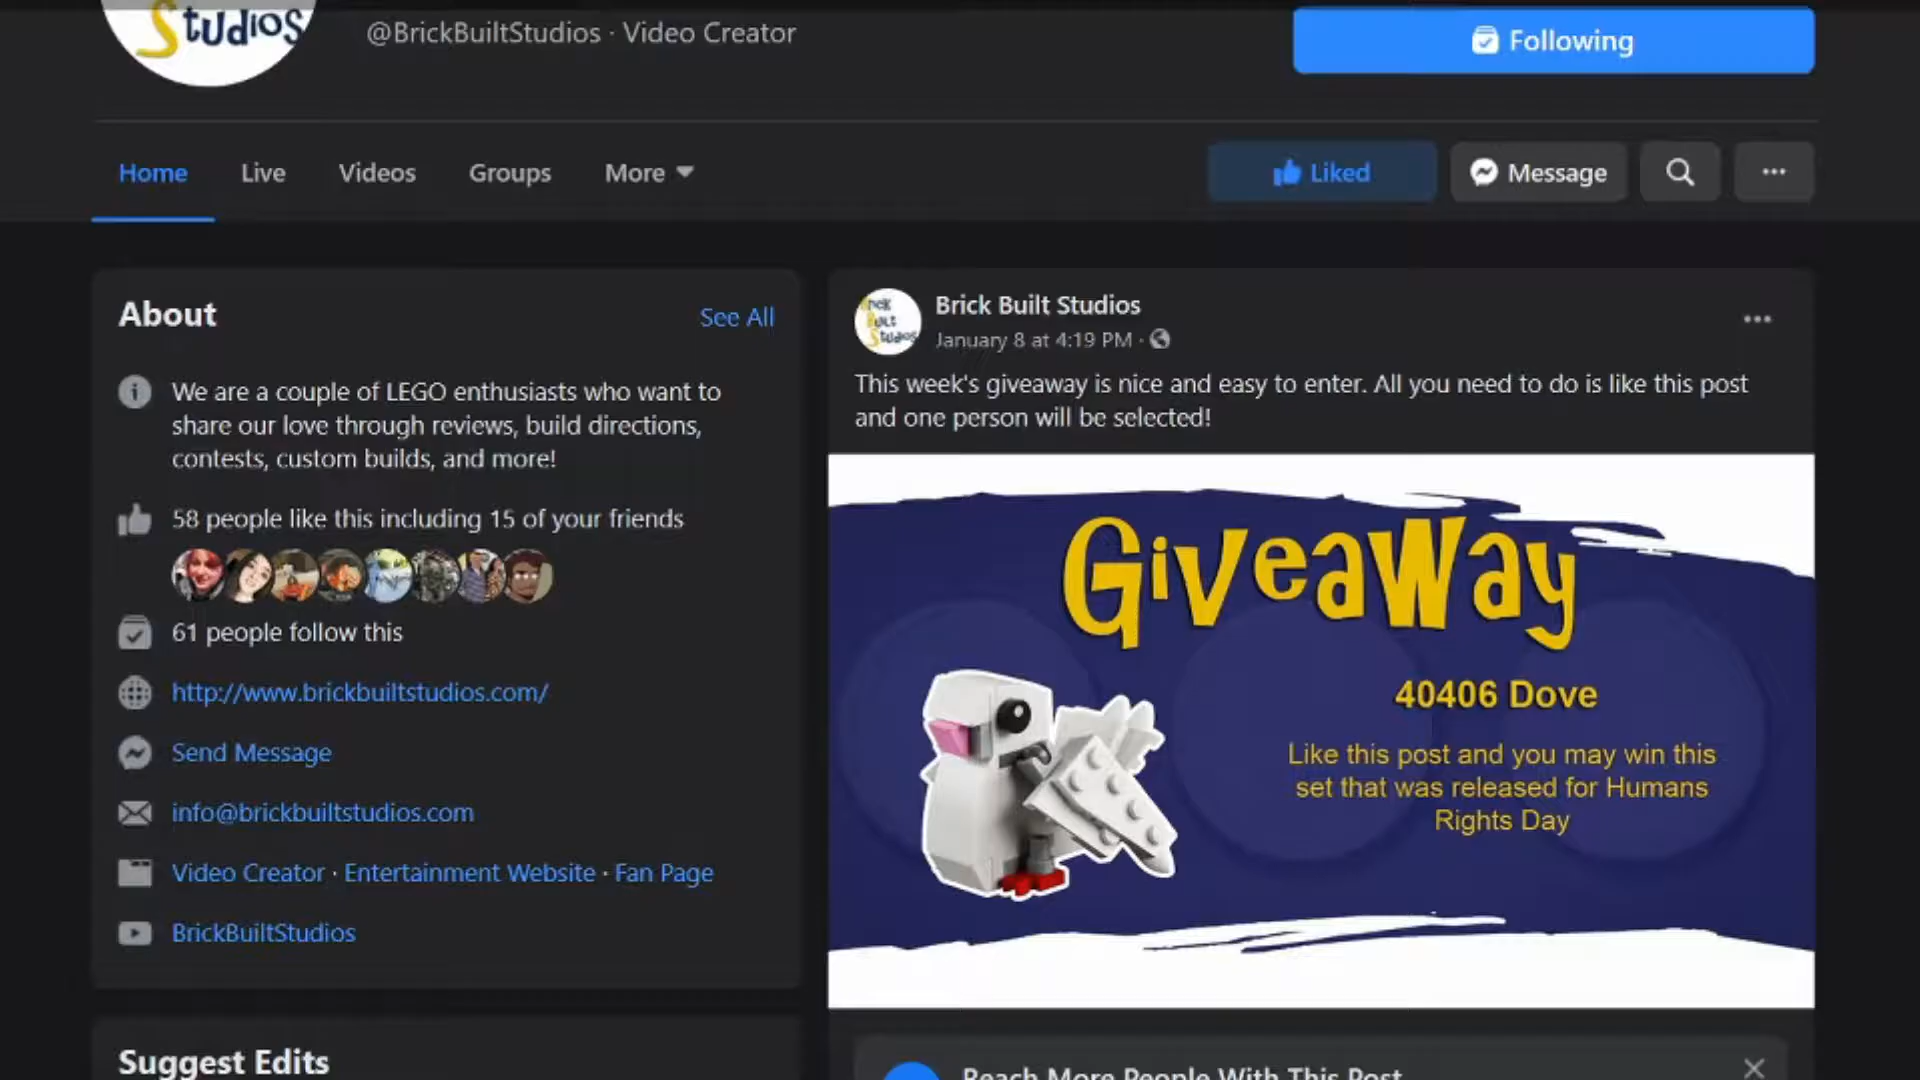 Studios
@BrickBuiltStudios · Video Creator
Following
Home
Live
Videos
Groups
More
Liked
Message
About
See All
We are a couple of LEGO enthusiasts who want to
share our love through reviews, build directions,
contests, custom builds, and more!
58 people like this including 15 of your friends
61 people follow this
http://www.brickbuiltstudios.com/
Send Message
info@brickbuiltstudios.com
Video Creator · Entertainment Website · Fan Page
BrickBuiltStudios
Suggest Edits
Brick Built Studios
Brick Built Studios
January 8 at 4:19 PM ·
This week's giveaway is nice and easy to enter. All you need to do is like this post
and one person will be selected!
Giveaway
40406 Dove
Like this post and you may win this
set that was released for Humans
Rights Day
Reach More People With This Post